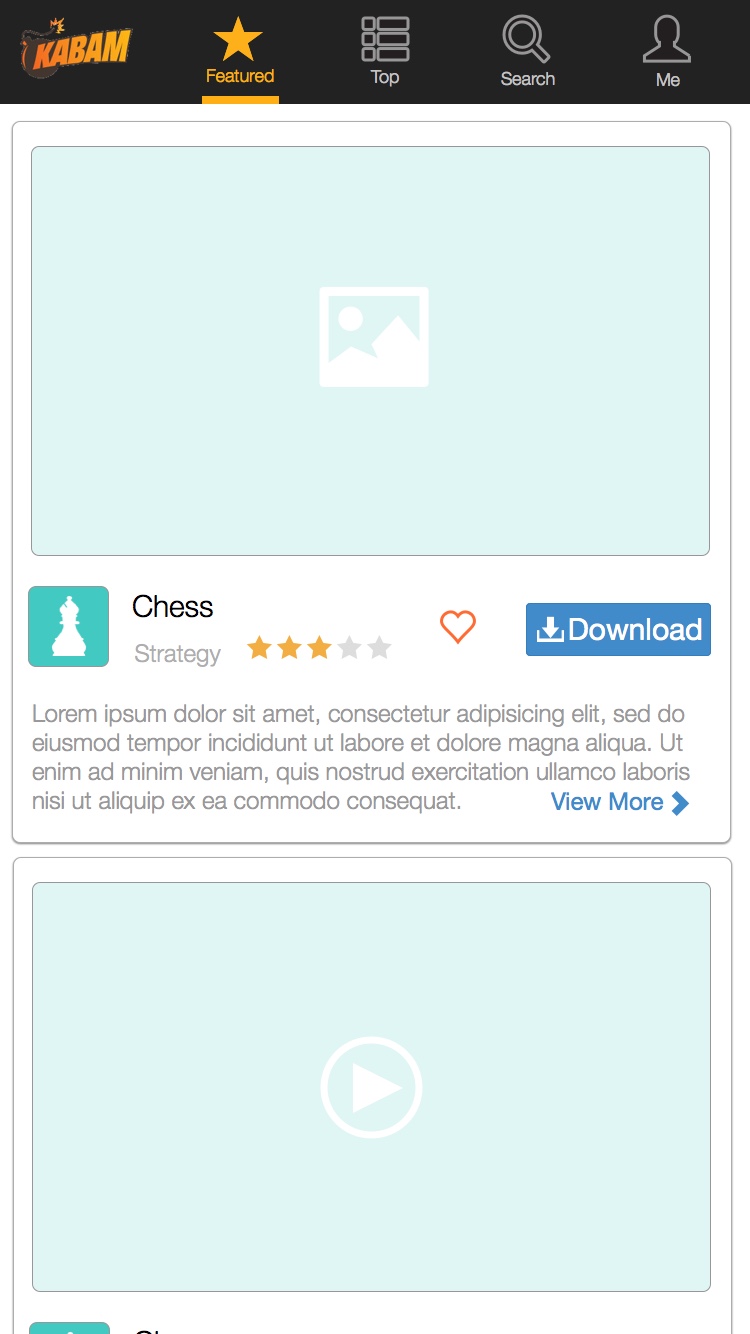 KABAM
Featured
Top
Search
Me
Chess
Strategy
Download
Lorem ipsum dolor sit amet, consectetur adipisicing elit, sed do
eiusmod tempor incididunt ut labore et dolore magna aliqua. Ut
enim ad minim veniam, quis nostrud exercitation ullamco laboris
nisi ut aliquip ex ea commodo consequat.
View More